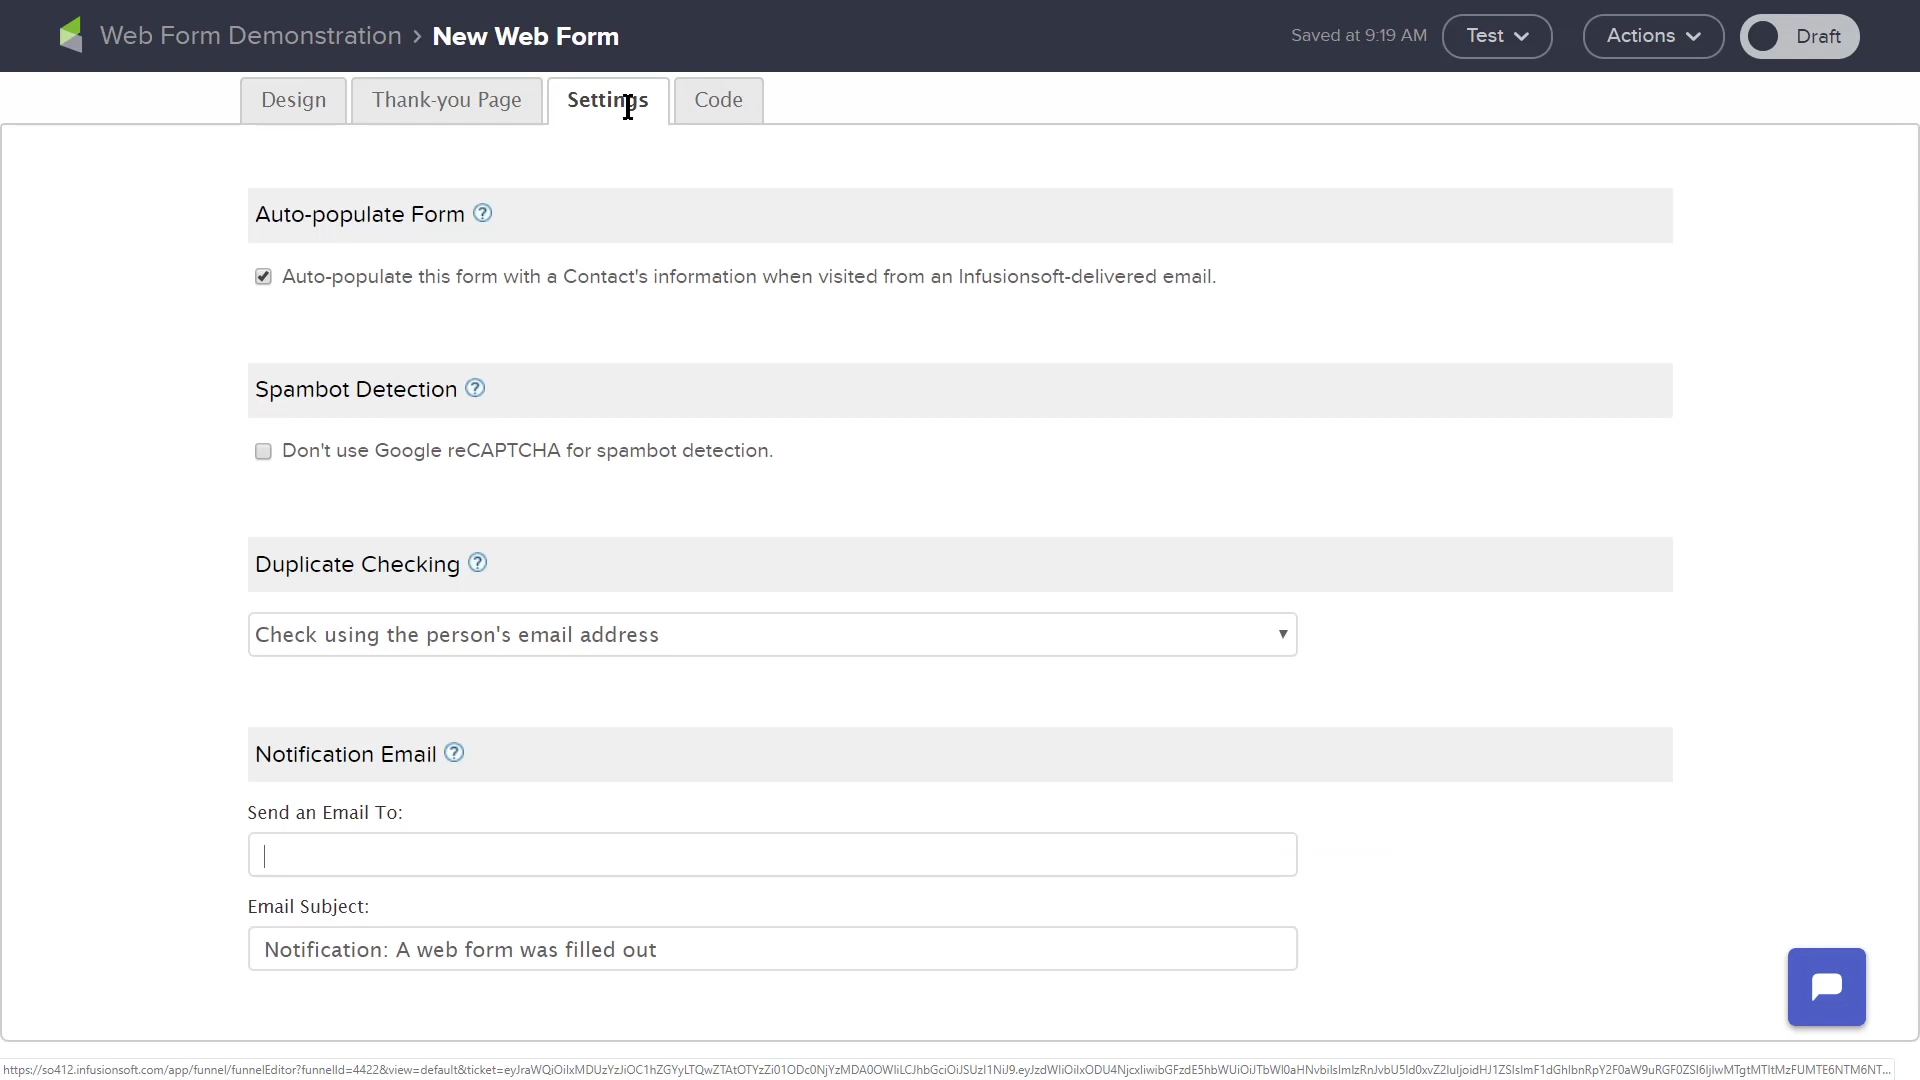 Web Form Demonstration › New Web Form
Saved at 9:19 AM
Test
Actions
Draft
Design
Thank-you Page
Settings
Code
Auto-populate Form ?
Auto-populate this form with a Contact's information when visited from an Infusionsoft-delivered email.
Spambot Detection ?
Don't use Google reCAPTCHA for spambot detection.
Duplicate Checking ?
Check using the person's email address
Notification Email ?
Send an Email To:
Email Subject:
Notification: A web form was filled out